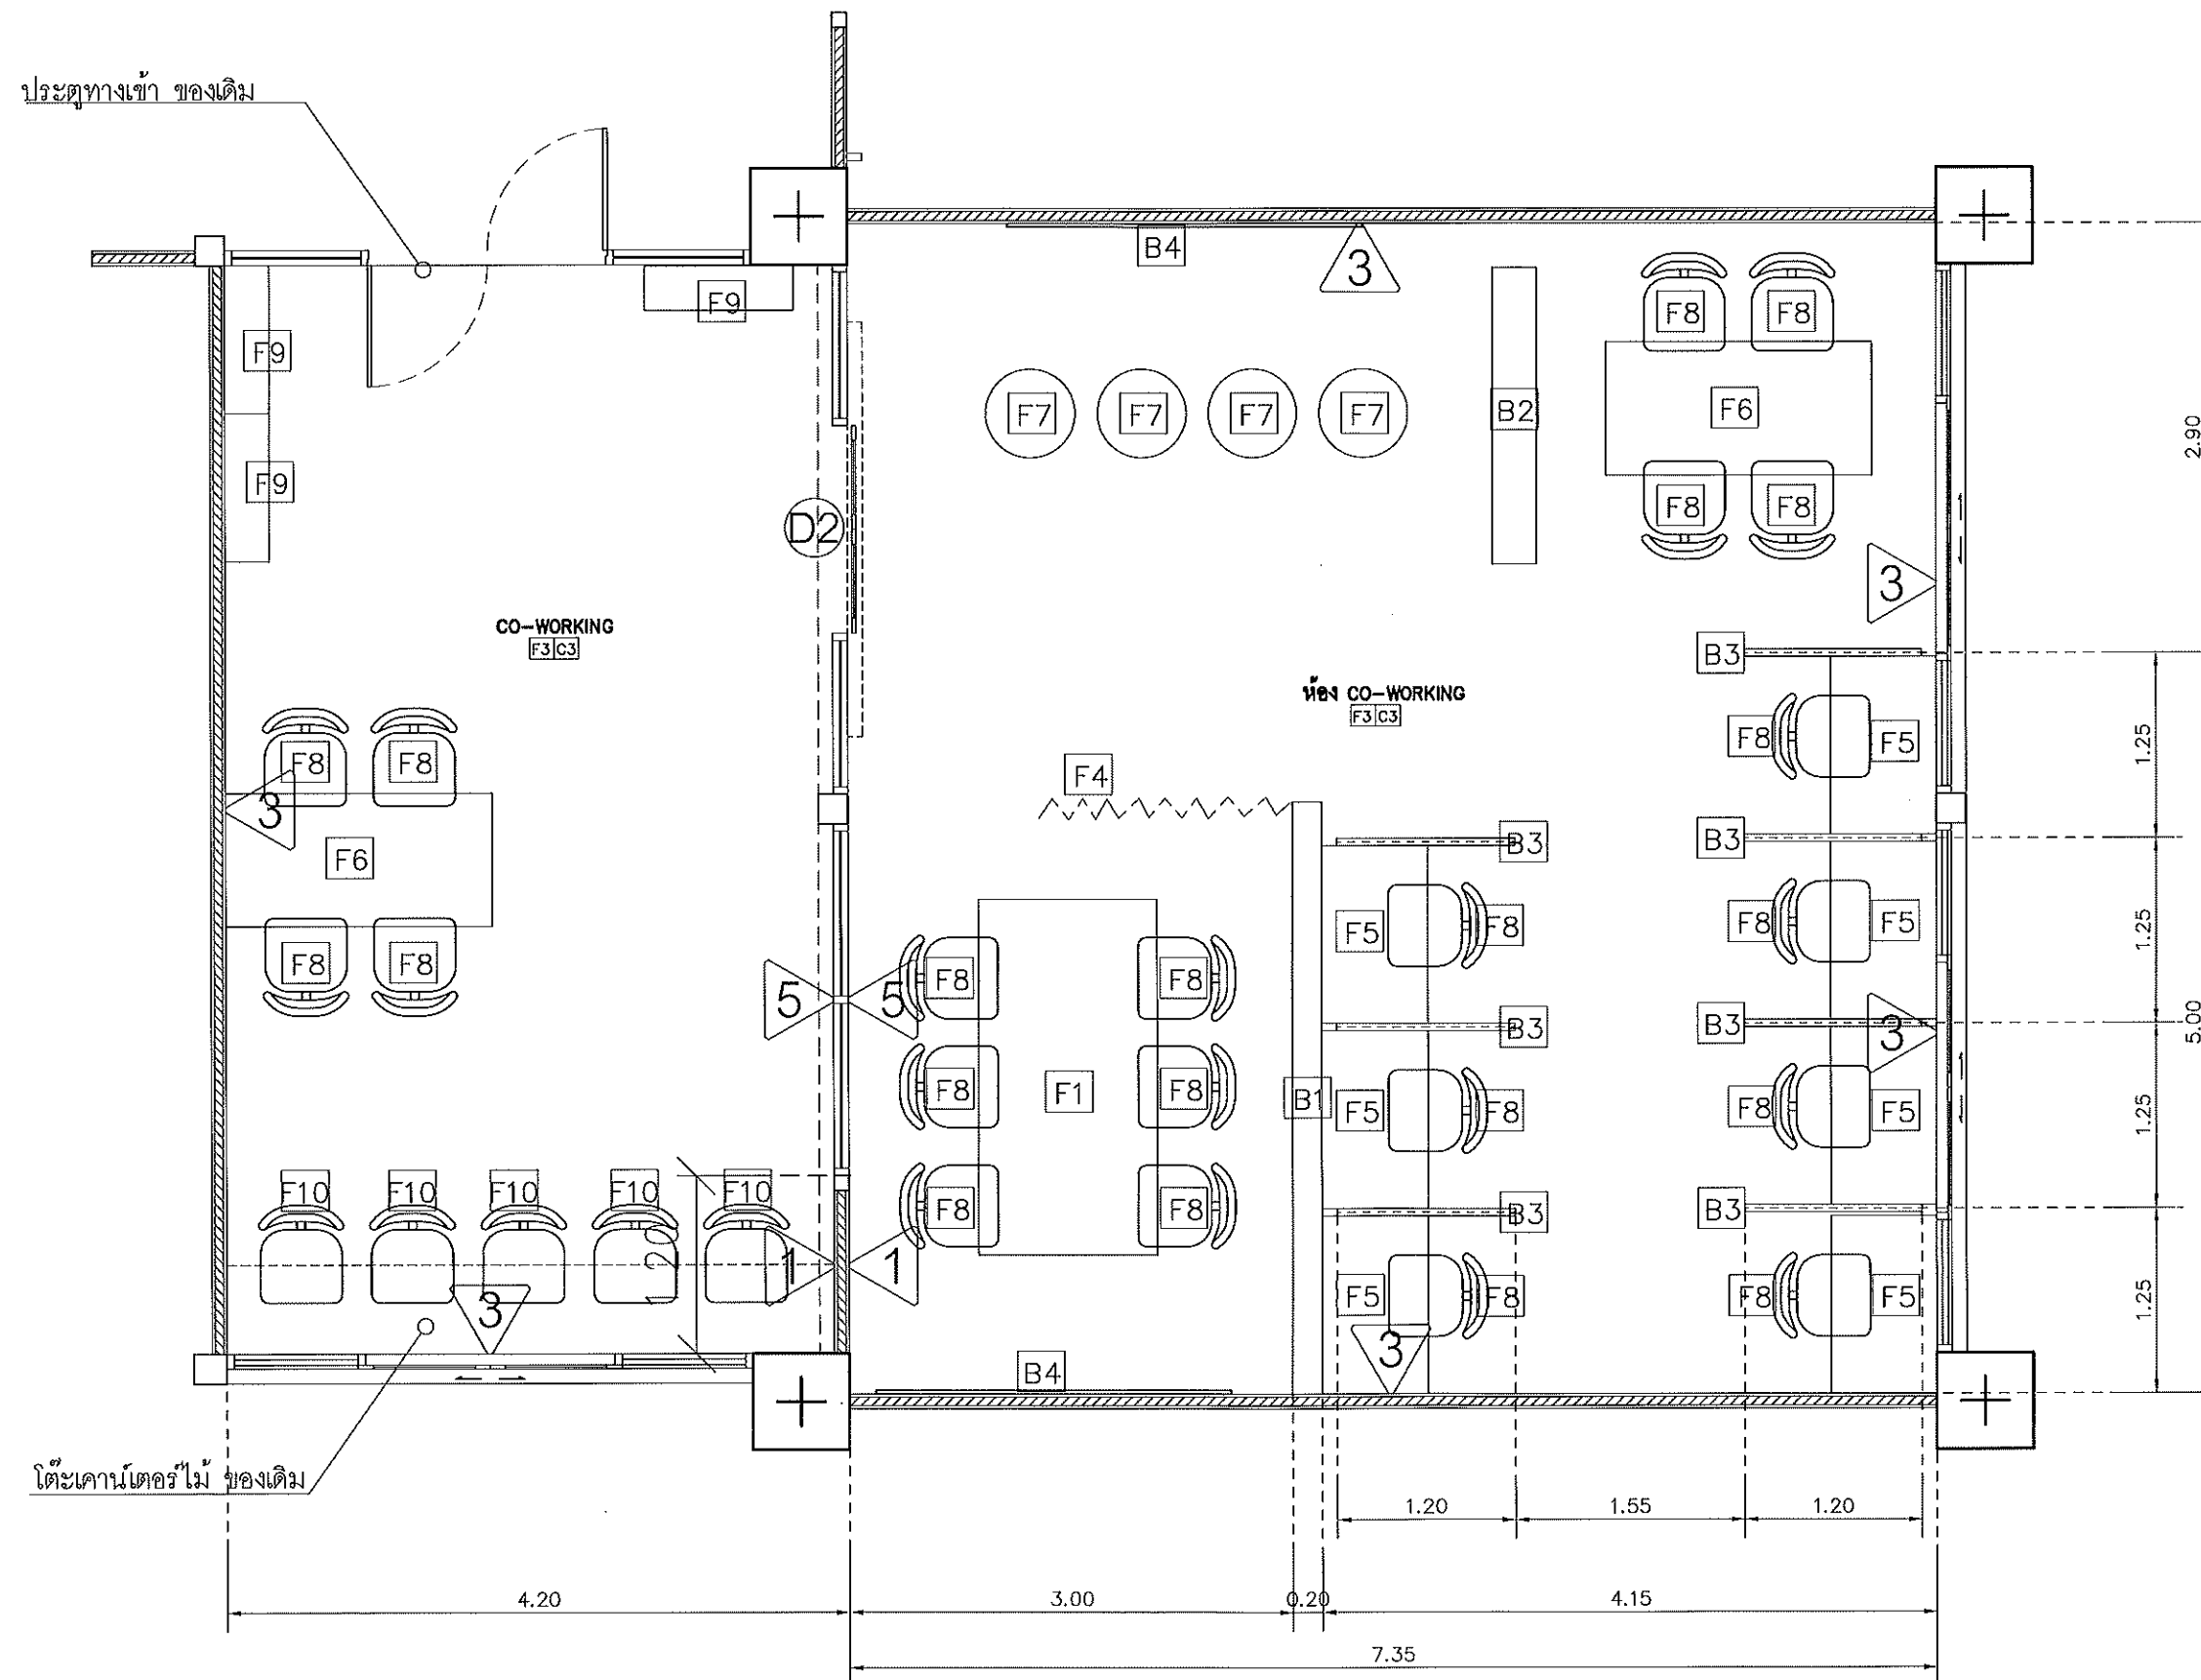 ประตูทางเข้า ของเดิม
B4
3
F9
F8 F8
F9
F7 F7 F7 F7
B2
F6
2.90
F9
D2
F8 F8
3
CO-WORKING
F3 C3
B3
ห้อง CO-WORKING
F3 C3
F8 F5
1.25
F8 F8
F4
3
F6
B3
B3
F8 F8
F8 F8
F5 F8
F8 F5
1.25
5 5
B3
B3
3
5.00
F8 F8
F1
B1
F5 F8
F8 F5
1.25
F10 F10 F10 F10 F10
F8 F8
B3
B3
1.20
1 1
3
F5 F8
F8 F5
1.25
3
B4
โต๊ะเคาน์เตอร์ไม้ ของเดิม
1.20 1.55 1.20
4.20 3.00 0.20 4.15
7.35